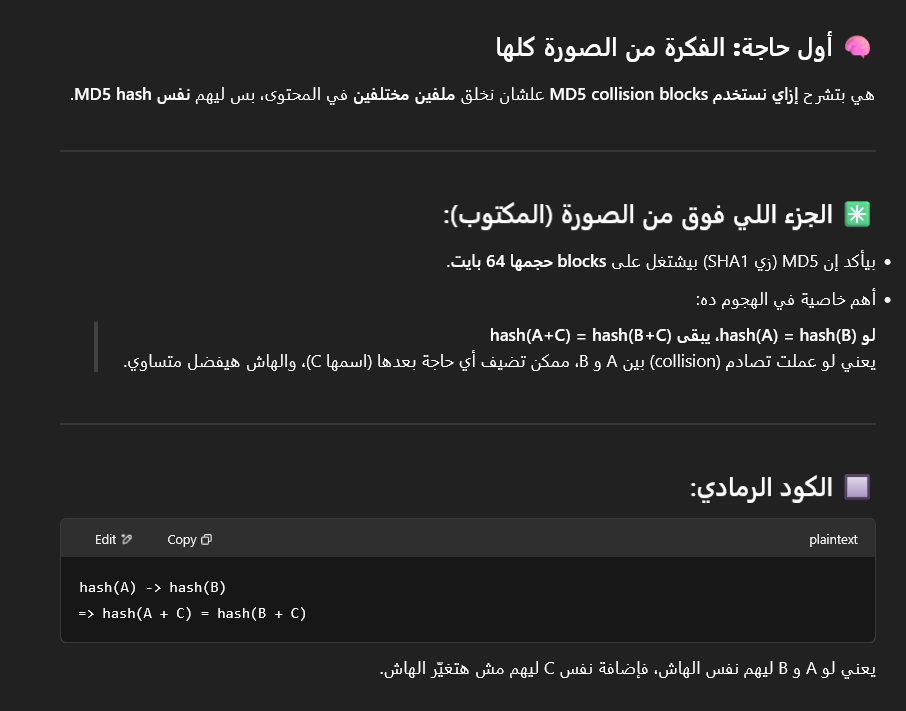 🧠 أول حاجة: الفكرة من الصورة كلها
هي بتشرح إزاي نستخدم MD5 collision blocks علشان نخلق ملفين مختلفين في المحتوى، بس ليهم نفس MD5 hash.
✳️ الجزء اللي فوق من الصورة (المكتوب):
• بيأكد إن MD5 (زي SHA1) بيشتغل على blocks حجمها 64 بايت.
• أهم خاصية في الهجوم ده:
لو hash(A) = hash(B)، يبقى hash(A+C) = hash(B+C)
يعني لو عملت تصادم (collision) بين A و B، ممكن تضيف أي حاجة بعدها (اسمها C)، والهاش هيفضل متساوي.
🟪 الكود الرمادي:
plaintext
Copy
Edit
hash(A) -> hash(B)
=> hash(A + C) = hash(B + C)
يعني لو A و B ليهم نفس الهاش، فإضافة نفس C ليهم مش هتغيّر الهاش.